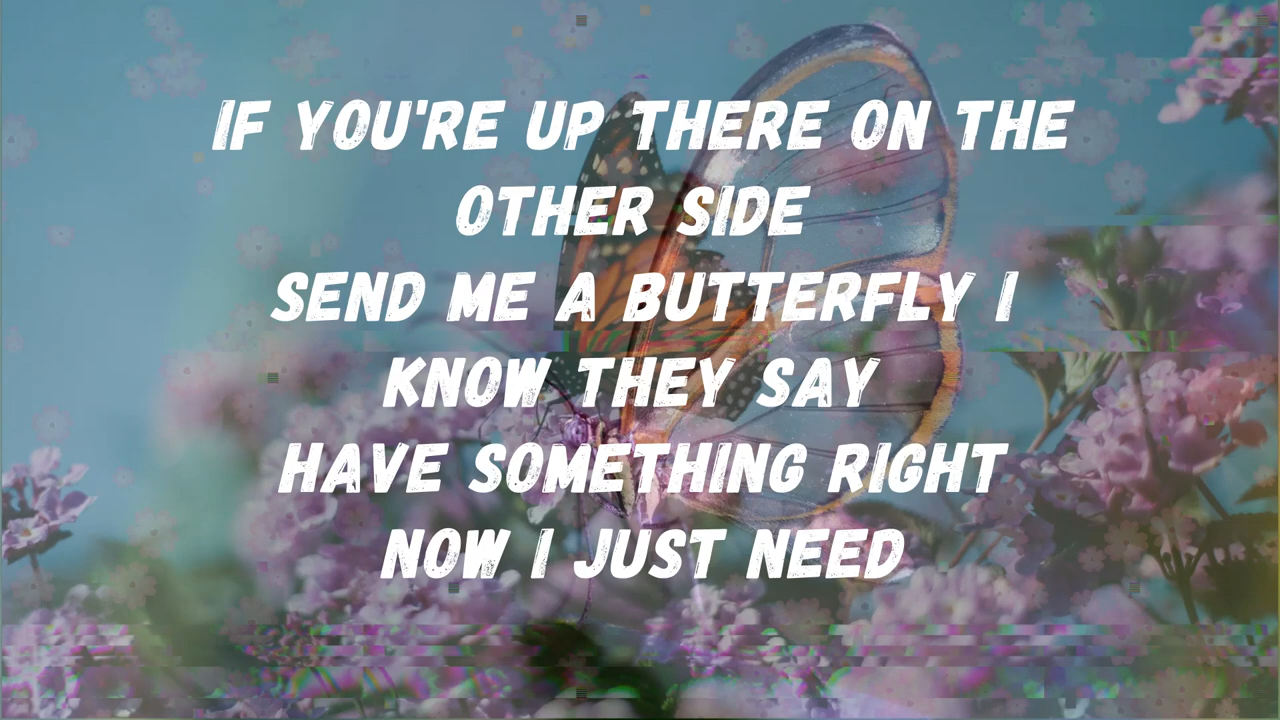 IF YOU'RE UP THERE ON THE
OTHER SIDE
SEND ME A BUTTERFLY I
KNOW THEY SAY
HAVE SOMETHING RIGHT
NOW I JUST NEED